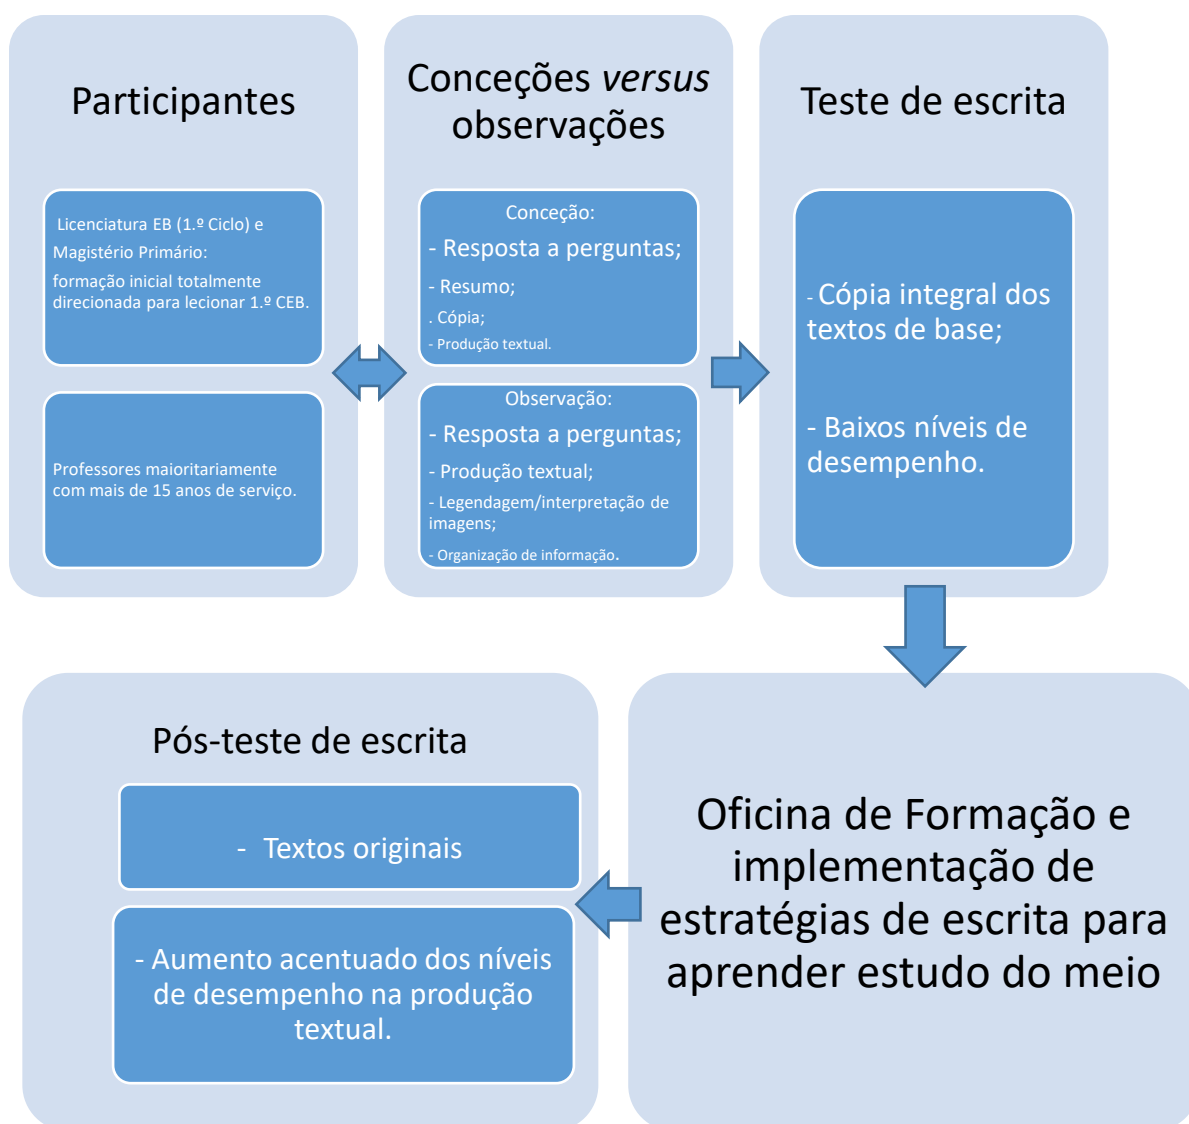 Participantes
Licenciatura EB (1.º Ciclo) e
Magistério Primário:
formação inicial totalmente
direcionada para lecionar 1.º CEB.
Professores maioritariamente
com mais de 15 anos de serviço.
Conceções versus
observações
Conceção:
- Resposta a perguntas;
- Resumo;
. Cópia;
- Produção textual.
Observação:
- Resposta a perguntas;
- Produção textual;
- Legendagem/interpretação de
imagens;
- Organização de informação.
Teste de escrita
- Cópia integral dos
textos de base;
- Baixos níveis de
desempenho.
Oficina de Formação e
implementação de
estratégias de escrita para
aprender estudo do meio
Pós-teste de escrita
- Textos originais
- Aumento acentuado dos níveis
de desempenho na produção
textual.